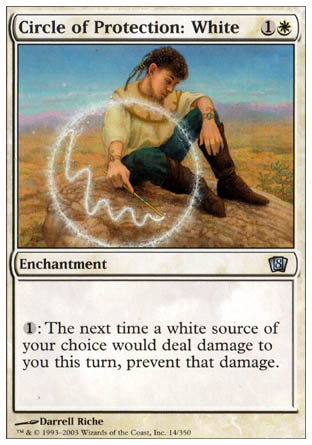 Circle of Protection: White 1
Enchantment 8
1: The next time a white source of
your choice would deal damage to
you this turn, prevent that damage.
Darrell Riche
™ & © 1993–2003 Wizards of the Coast, Inc. 14/350